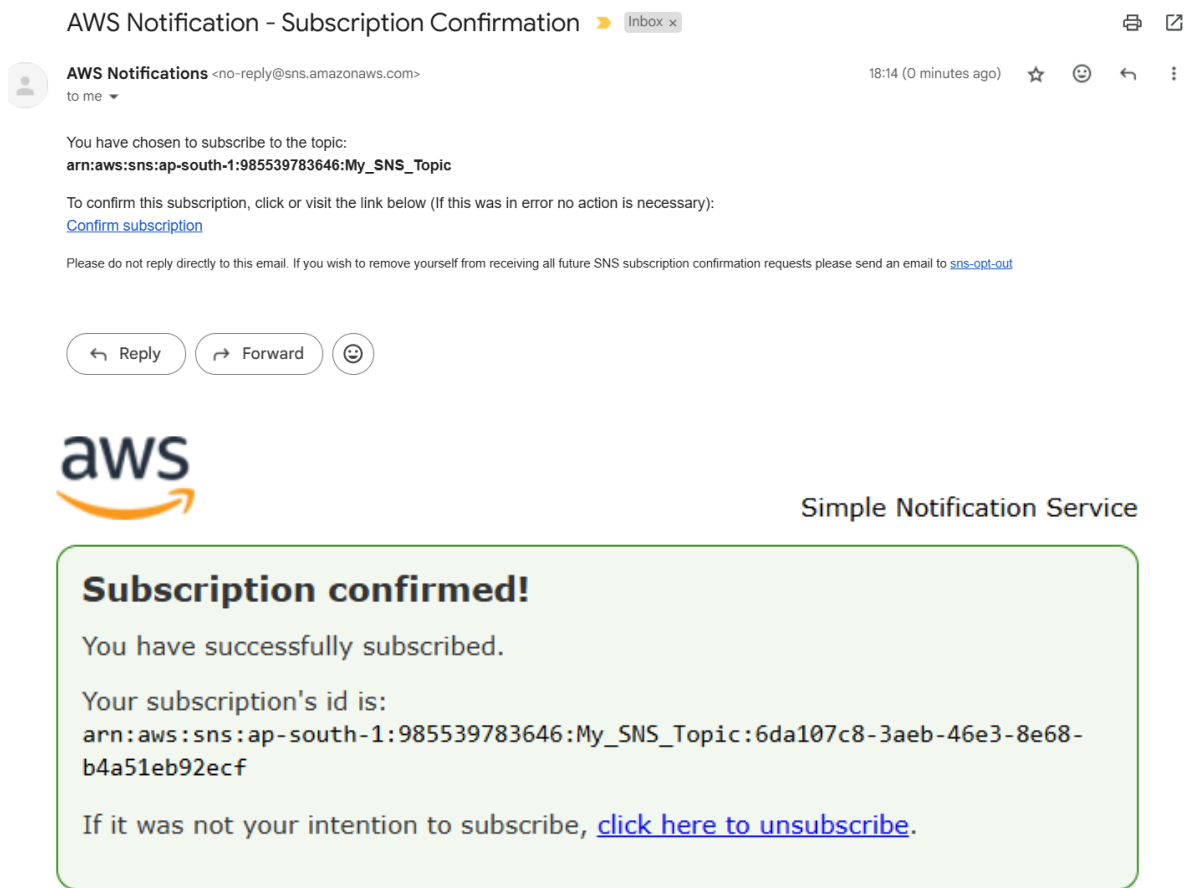 AWS Notification - Subscription Confirmation Inbox x
AWS Notifications <no-reply@sns.amazonaws.com> 18:14 (0 minutes ago)
to me
You have chosen to subscribe to the topic:
arn:aws:sns:ap-south-1:985539783646:My_SNS_Topic
To confirm this subscription, click or visit the link below (If this was in error no action is necessary):
Confirm subscription
Please do not reply directly to this email. If you wish to remove yourself from receiving all future SNS subscription confirmation requests please send an email to sns-opt-out
Reply Forward
aws
Simple Notification Service
Subscription confirmed!
You have successfully subscribed.
Your subscription's id is:
arn:aws:sns:ap-south-1:985539783646:My_SNS_Topic:6da107c8-3aeb-46e3-8e68-
b4a51eb92ecf
If it was not your intention to subscribe, click here to unsubscribe.